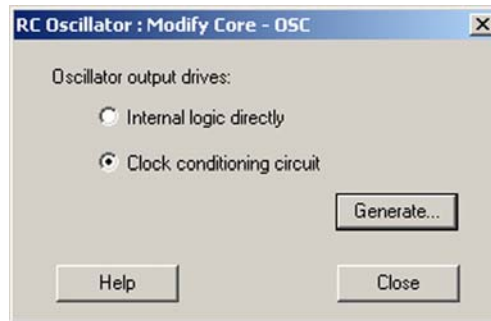 RC Oscillator : Modify Core - OSC
Oscillator output drives:
Internal logic directly
Clock conditioning circuit
Generate...
Help Close